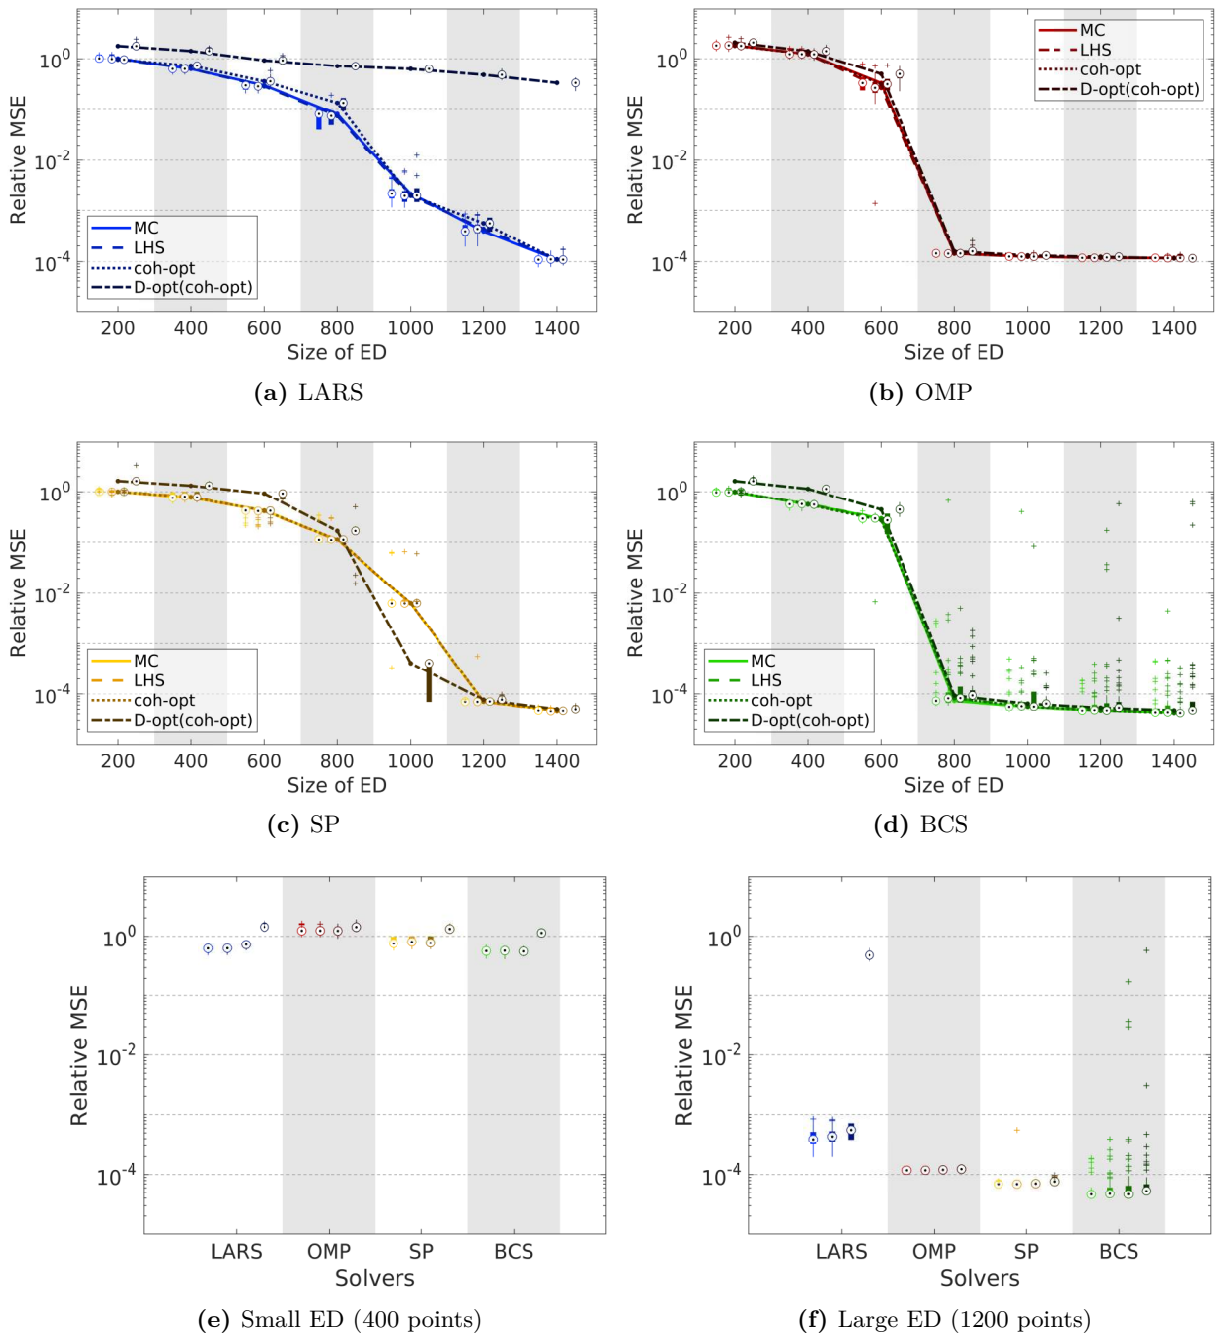 10^0
10^-2
10^-4
Relative MSE
MC
LHS
coh-opt
D-opt(coh-opt)
200 400 600 800 1000 1200 1400
Size of ED
(a) LARS
10^0
10^-2
10^-4
Relative MSE
MC
LHS
coh-opt
D-opt(coh-opt)
200 400 600 800 1000 1200 1400
Size of ED
(b) OMP
10^0
10^-2
10^-4
Relative MSE
MC
LHS
coh-opt
D-opt(coh-opt)
200 400 600 800 1000 1200 1400
Size of ED
(c) SP
10^0
10^-2
10^-4
Relative MSE
MC
LHS
coh-opt
D-opt(coh-opt)
200 400 600 800 1000 1200 1400
Size of ED
(d) BCS
10^0
10^-2
10^-4
Relative MSE
LARS OMP SP BCS
Solvers
(e) Small ED (400 points)
10^0
10^-2
10^-4
Relative MSE
LARS OMP SP BCS
Solvers
(f) Large ED (1200 points)